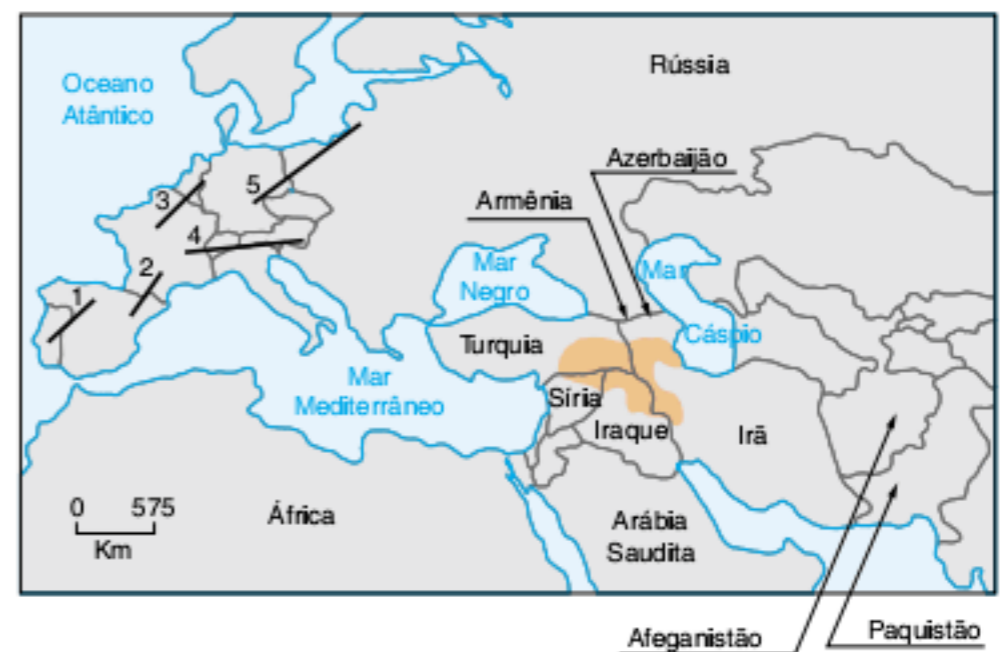 Oceano
Atântico
Rússia
Azerbaijão
Armênia
3
5
4
2
1
Mar
Negro
Mar
Cáspio
Turquia
Mar
Mediterrâneo
Síria
Iraque
Irã
0 575
Km
África
Arábia
Saudita
Afeganistão
Paquistão